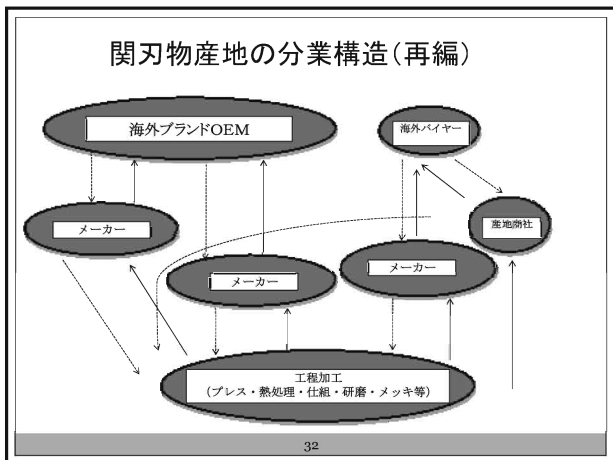 関刃物産地の分業構造(再編)
海外ブランドOEM
海外バイヤー
メーカー
産地商社
メーカー
メーカー
工程加工
(プレス・熱処理・仕組・研磨・メッキ等)
32